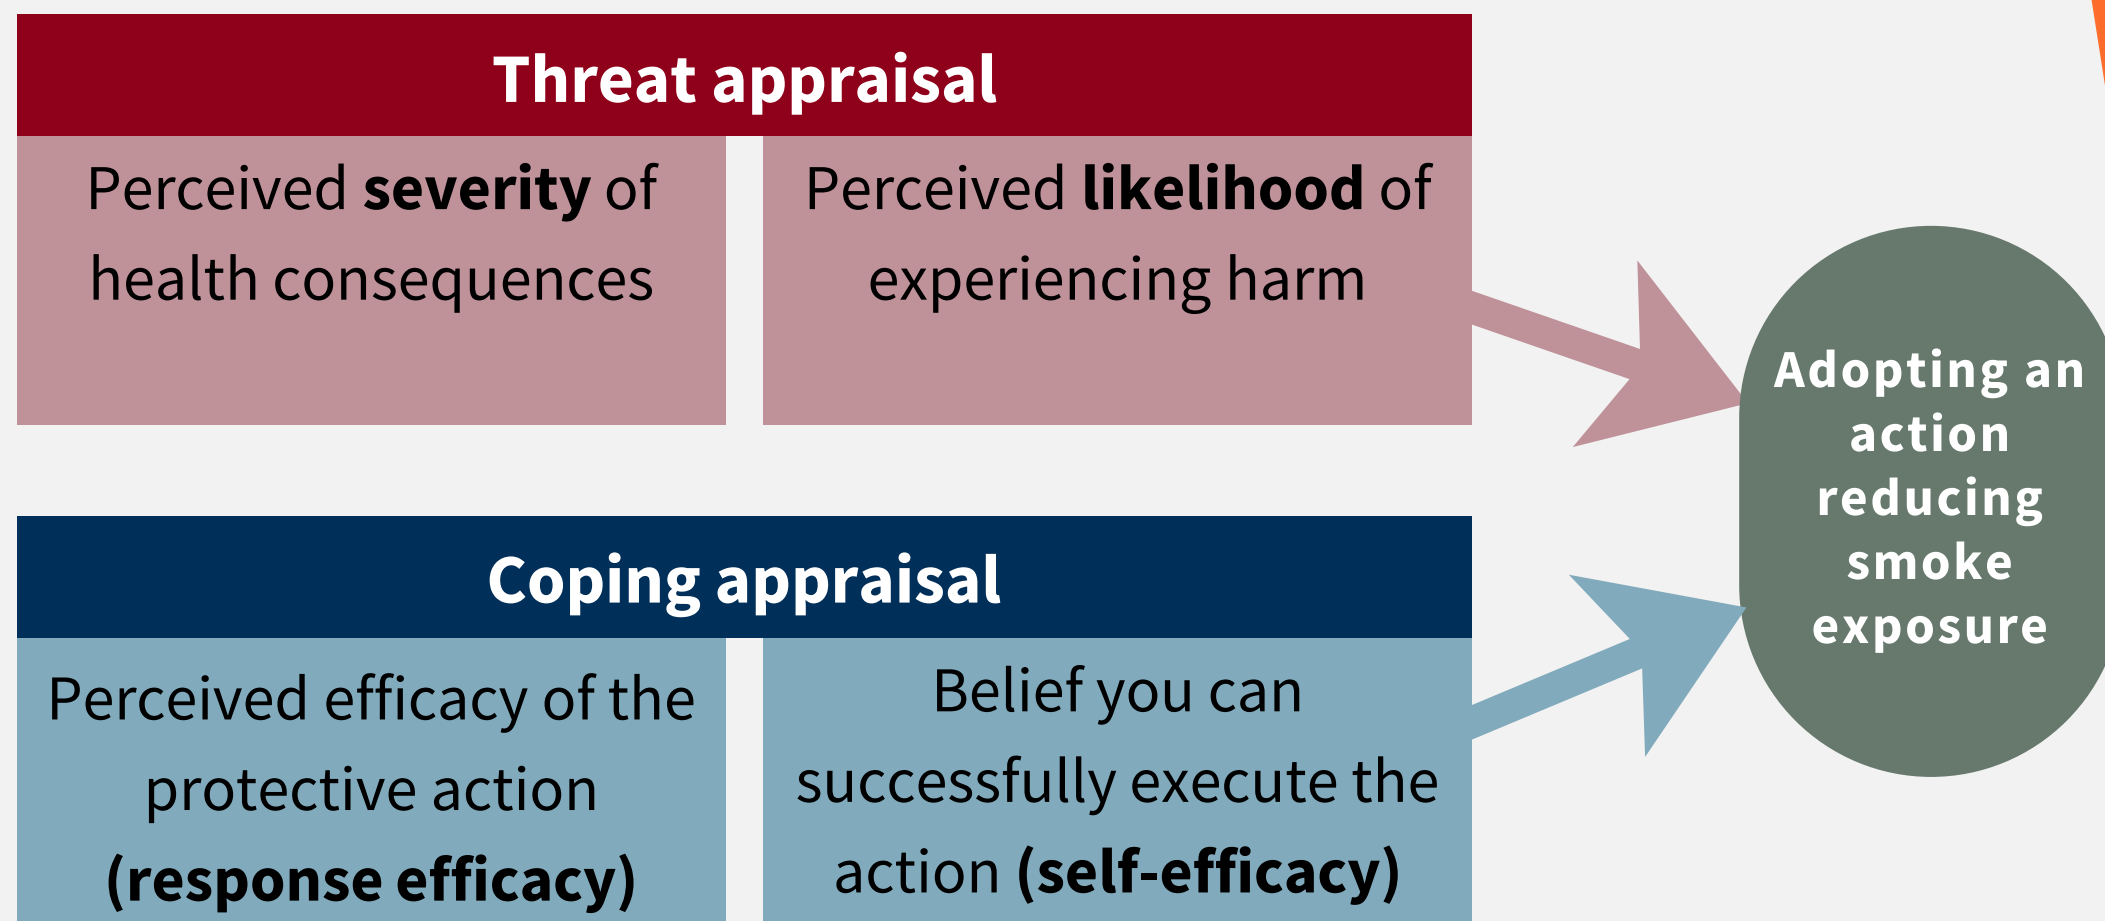 Threat appraisal
Perceived severity of
health consequences
Perceived likelihood of
experiencing harm
Adopting an
action
reducing
smoke
exposure
Coping appraisal
Perceived efficacy of the
protective action
(response efficacy)
Belief you can
successfully execute the
action (self-efficacy)